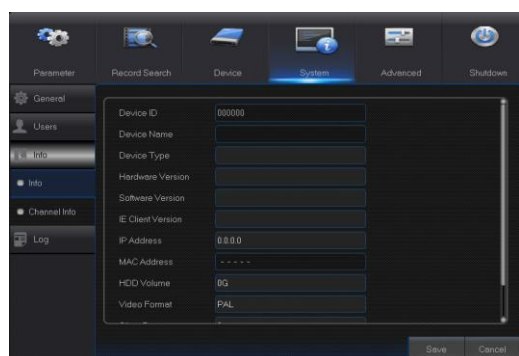 Parameter
Record Search
Device
System
Advanced
Shutdown
General
Users
Info
Info
Channel Info
Log
Device ID 000000
Device Name
Device Type
Hardware Version
Software Version
IE Client Version
IP Address 0.0.0.0
MAC Address - - - - -
HDD Volume 0G
Video Format PAL
Save Cancel